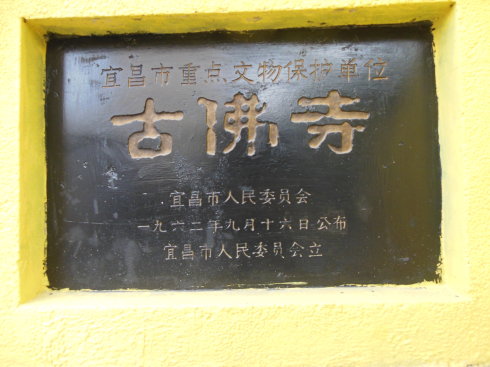 宜昌市重点文物保护单位
古佛寺
宜昌市人民委员会
一九六二年九月十六日公布
宜昌市人民委员会立